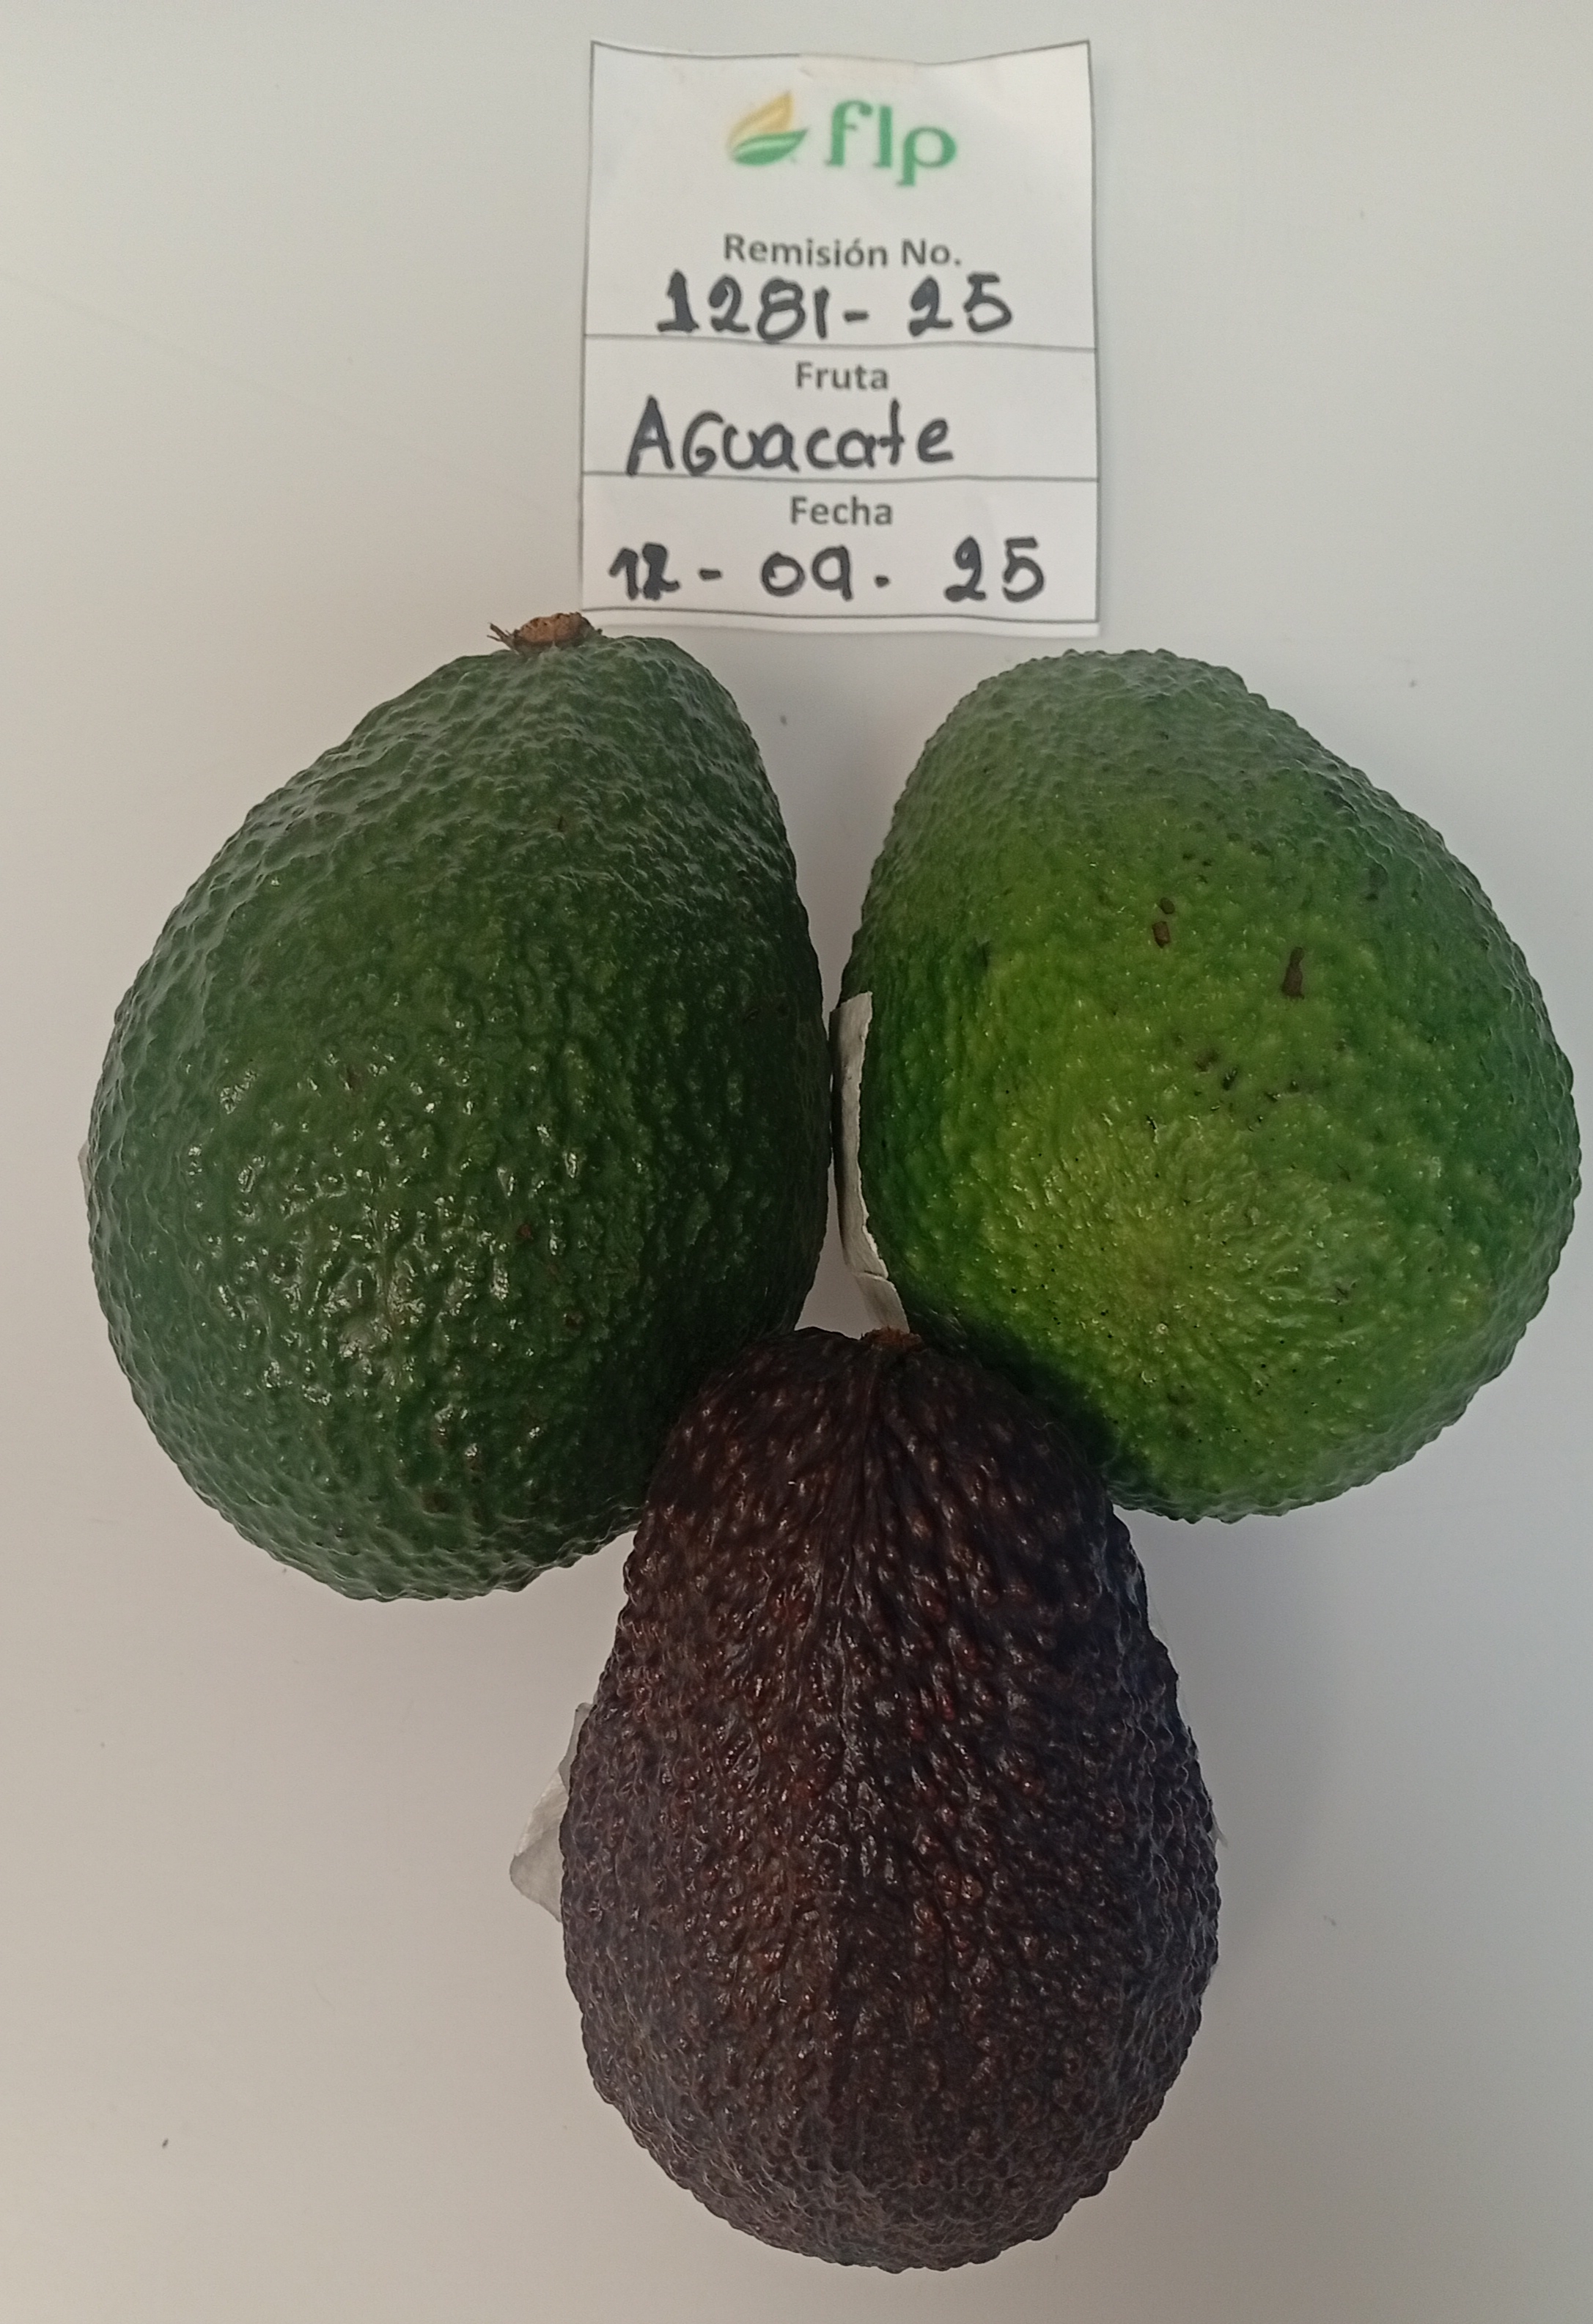 flp
Remisión No.
1281- 25
Fruta
AGuacate
Fecha
12- 09. 25